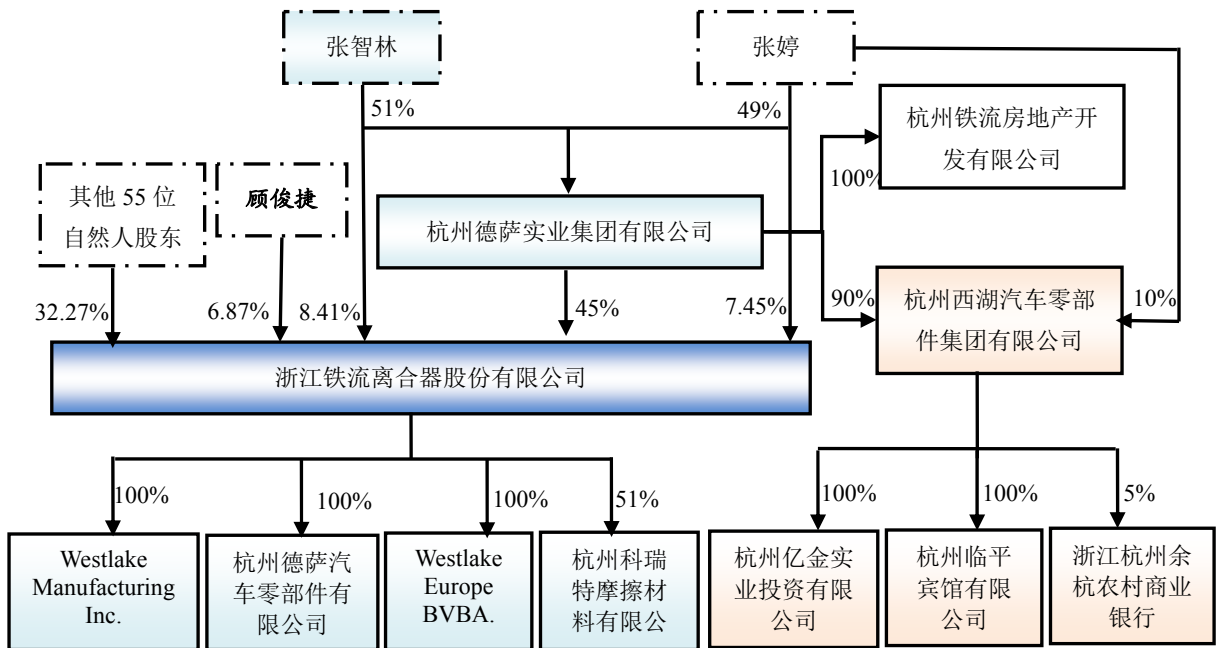 张智林
张婷
51%
49%
杭州铁流房地产开
发有限公司
100%
其他 55 位
自然人股东
顾俊捷
杭州德萨实业集团有限公司
32.27%
6.87%
8.41%
45%
7.45%
90%
杭州西湖汽车零部
件集团有限公司
10%
浙江铁流离合器股份有限公司
100%
100%
100%
51%
100%
100%
5%
Westlake
Manufacturing
Inc.
杭州德萨汽
车零部件有
限公司
Westlake
Europe
BVBA.
杭州科瑞
特摩擦材
料有限公
杭州亿金实
业投资有限
公司
杭州临平
宾馆有限
公司
浙江杭州余
杭农村商业
银行